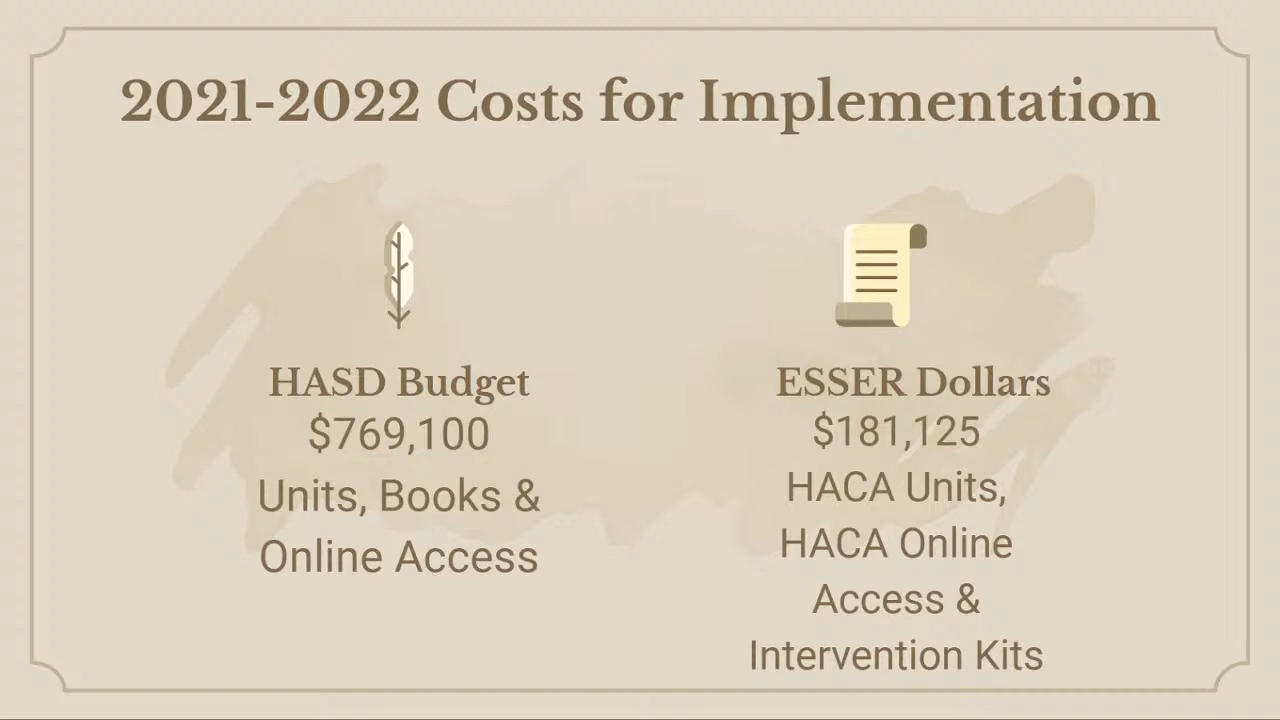 2021-2022 Costs for Implementation
HASD Budget
$769,100
Units, Books &
Online Access
ESSER Dollars
$181,125
HACA Units,
HACA Online
Access &
Intervention Kits